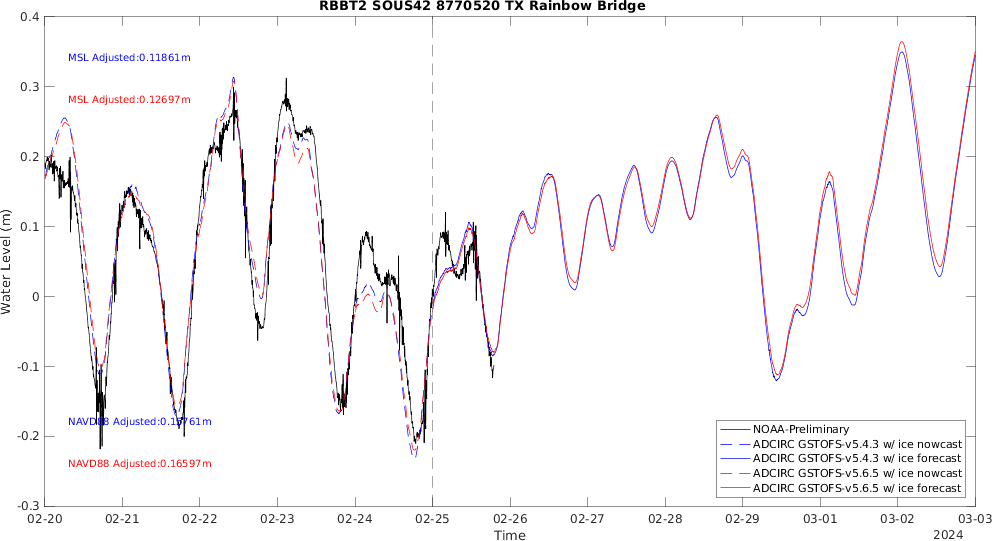 RBBT2 SOUS42 8770520 TX Rainbow Bridge
0.4
0.3
0.2
0.1
0
-0.1
-0.2
-0.3
Water Level (m)
MSL Adjusted:0.11861m
MSL Adjusted:0.12697m
NAVD88 Adjusted:0.15761m
NAVD88 Adjusted:0.16597m
NOAA-Preliminary
ADCIRC GSTOFS-v5.4.3 w/ ice nowcast
ADCIRC GSTOFS-v5.4.3 w/ ice forecast
ADCIRC GSTOFS-v5.6.5 w/ ice nowcast
ADCIRC GSTOFS-v5.6.5 w/ ice forecast
02-20 02-21 02-22 02-23 02-24 02-25 02-26 02-27 02-28 02-29 03-01 03-02 03-03
Time
2024